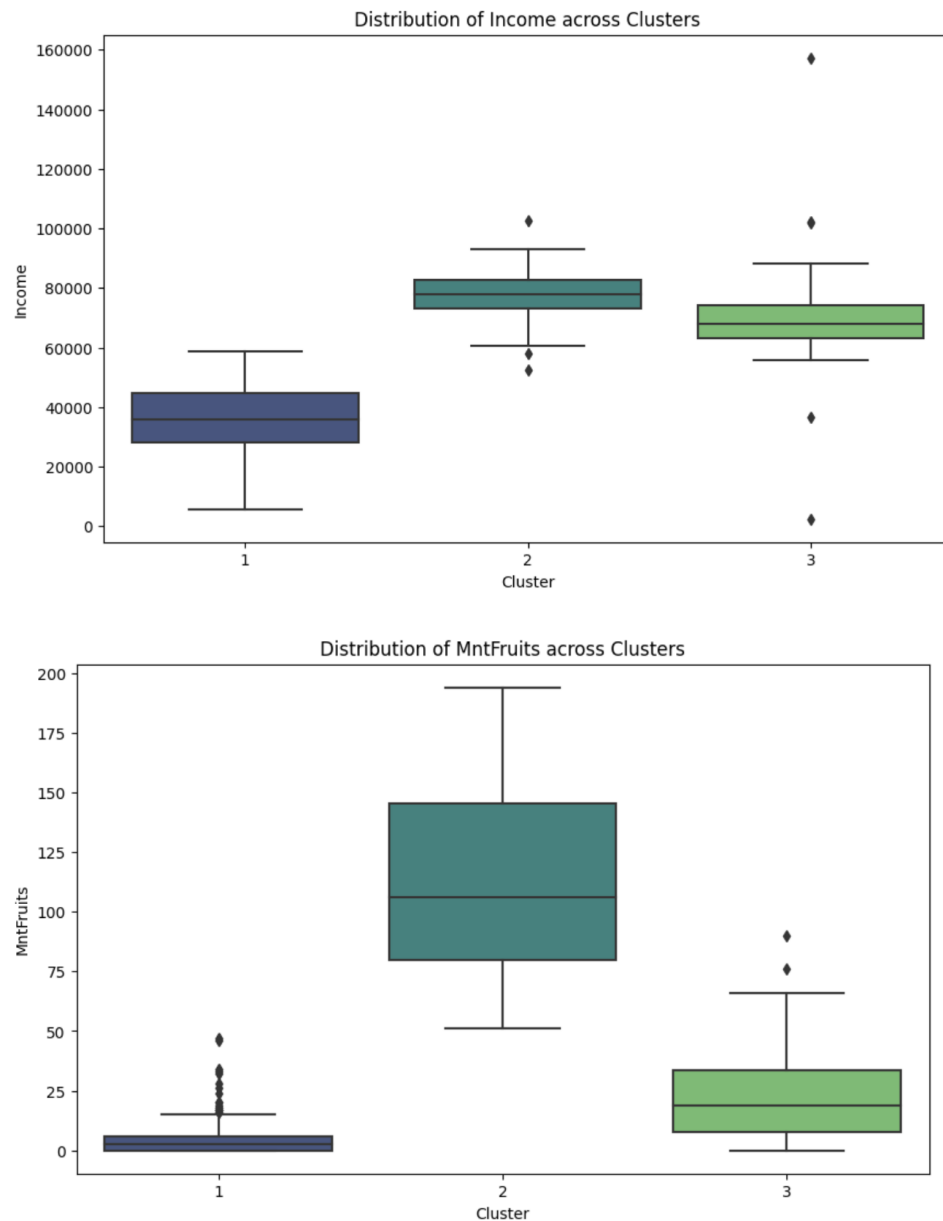 Distribution of Income across Clusters
160000
140000
120000
100000
80000
60000
40000
20000
0
Income
1 2 3
Cluster
Distribution of MntFruits across Clusters
200
175
150
125
100
75
50
25
0
MntFruits
1 2 3
Cluster